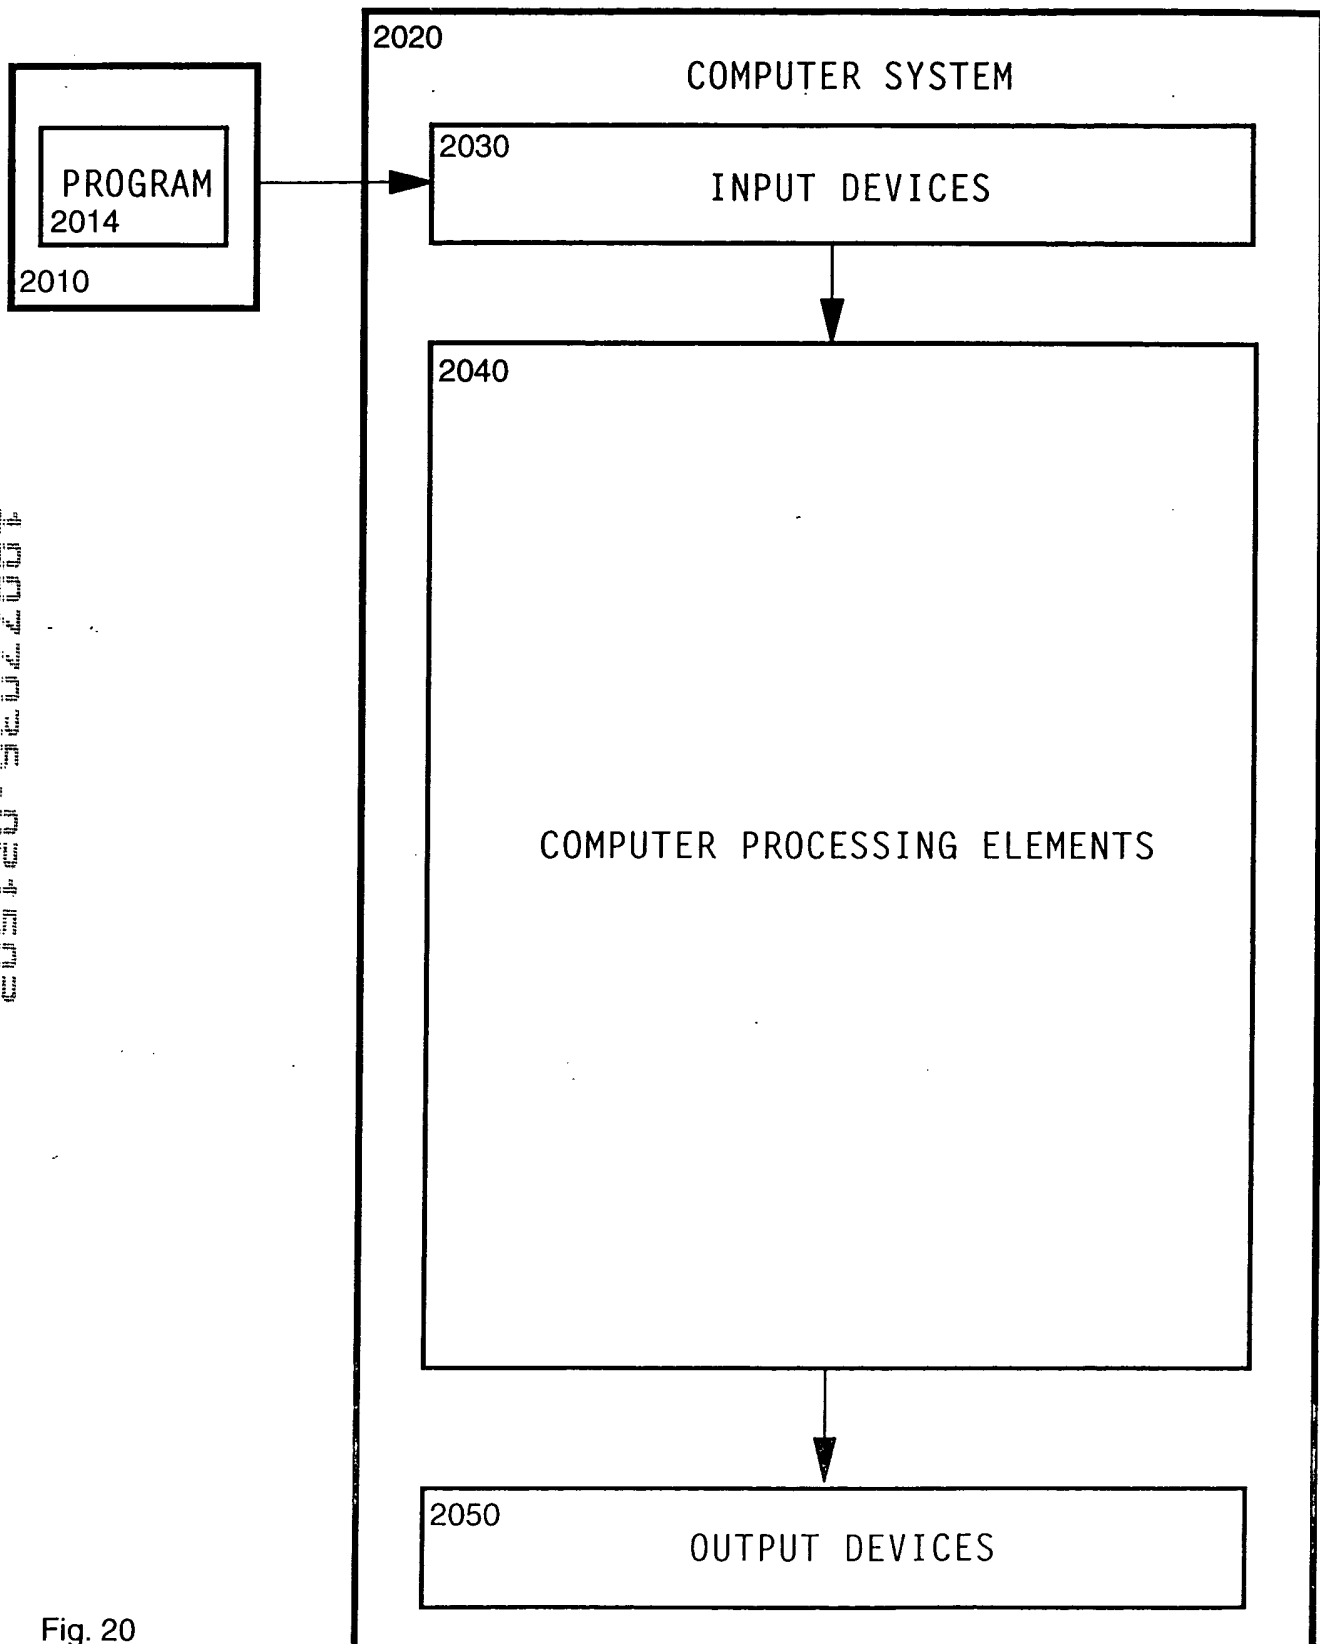 2020
COMPUTER SYSTEM
2030
INPUT DEVICES
PROGRAM
2014
2010
2040
COMPUTER PROCESSING ELEMENTS
2050
OUTPUT DEVICES
Fig. 20